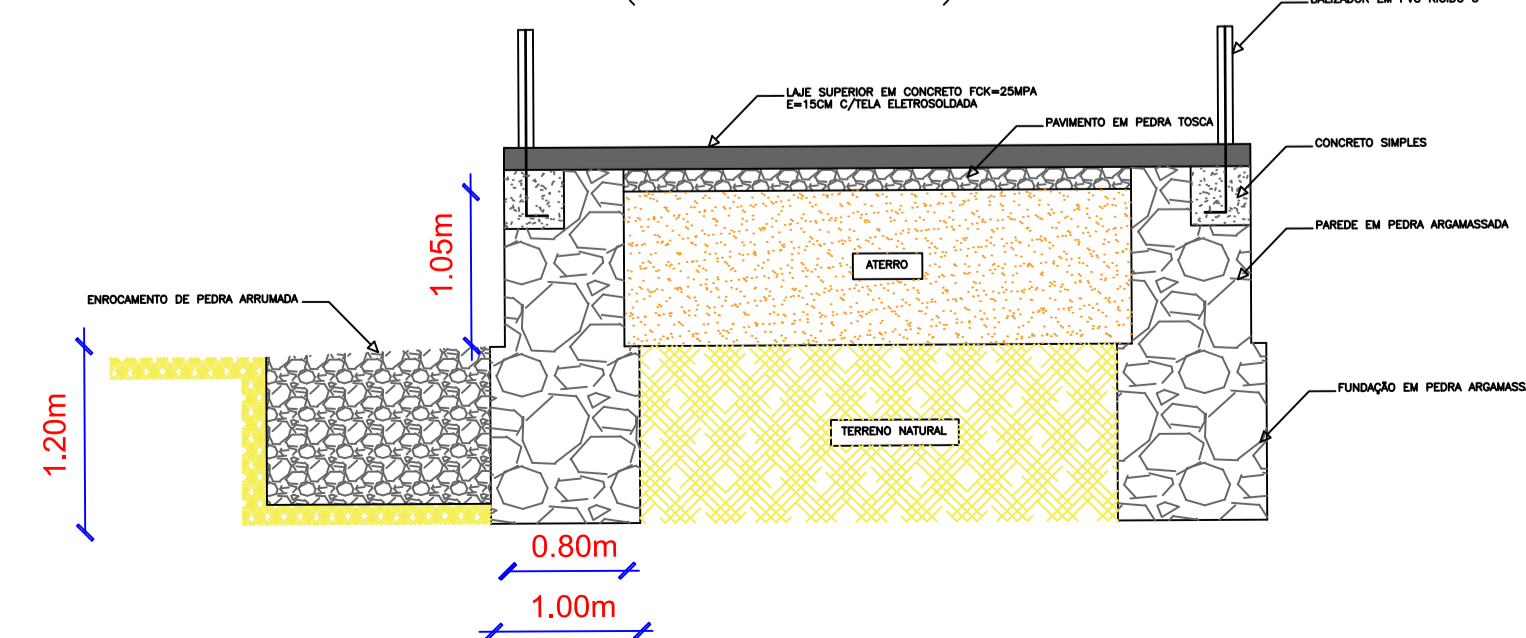 LAJE SUPERIOR EM CONCRETO FCK=25MPA
E=15CM C/TELA ELETROSOLDADA
PAVIMENTO EM PEDRA TOSCA
CONCRETO SIMPLES
PAREDE EM PEDRA ARGAMASSADA
1.05m
ATERRO
ENROCAMENTO DE PEDRA ARRUMADA
1.20m
FUNDAÇÃO EM PEDRA ARGAMASS
TERRENO NATURAL
0.80m
1.00m